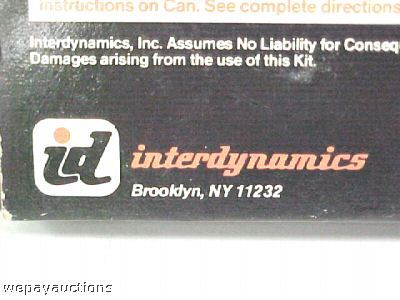 Instructions on Can. See complete directions
Interdynamics, Inc. Assumes No Liability for Conseq
Damages arising from the use of this Kit.
id interdynamics
Brooklyn, NY 11232
wepayauctions